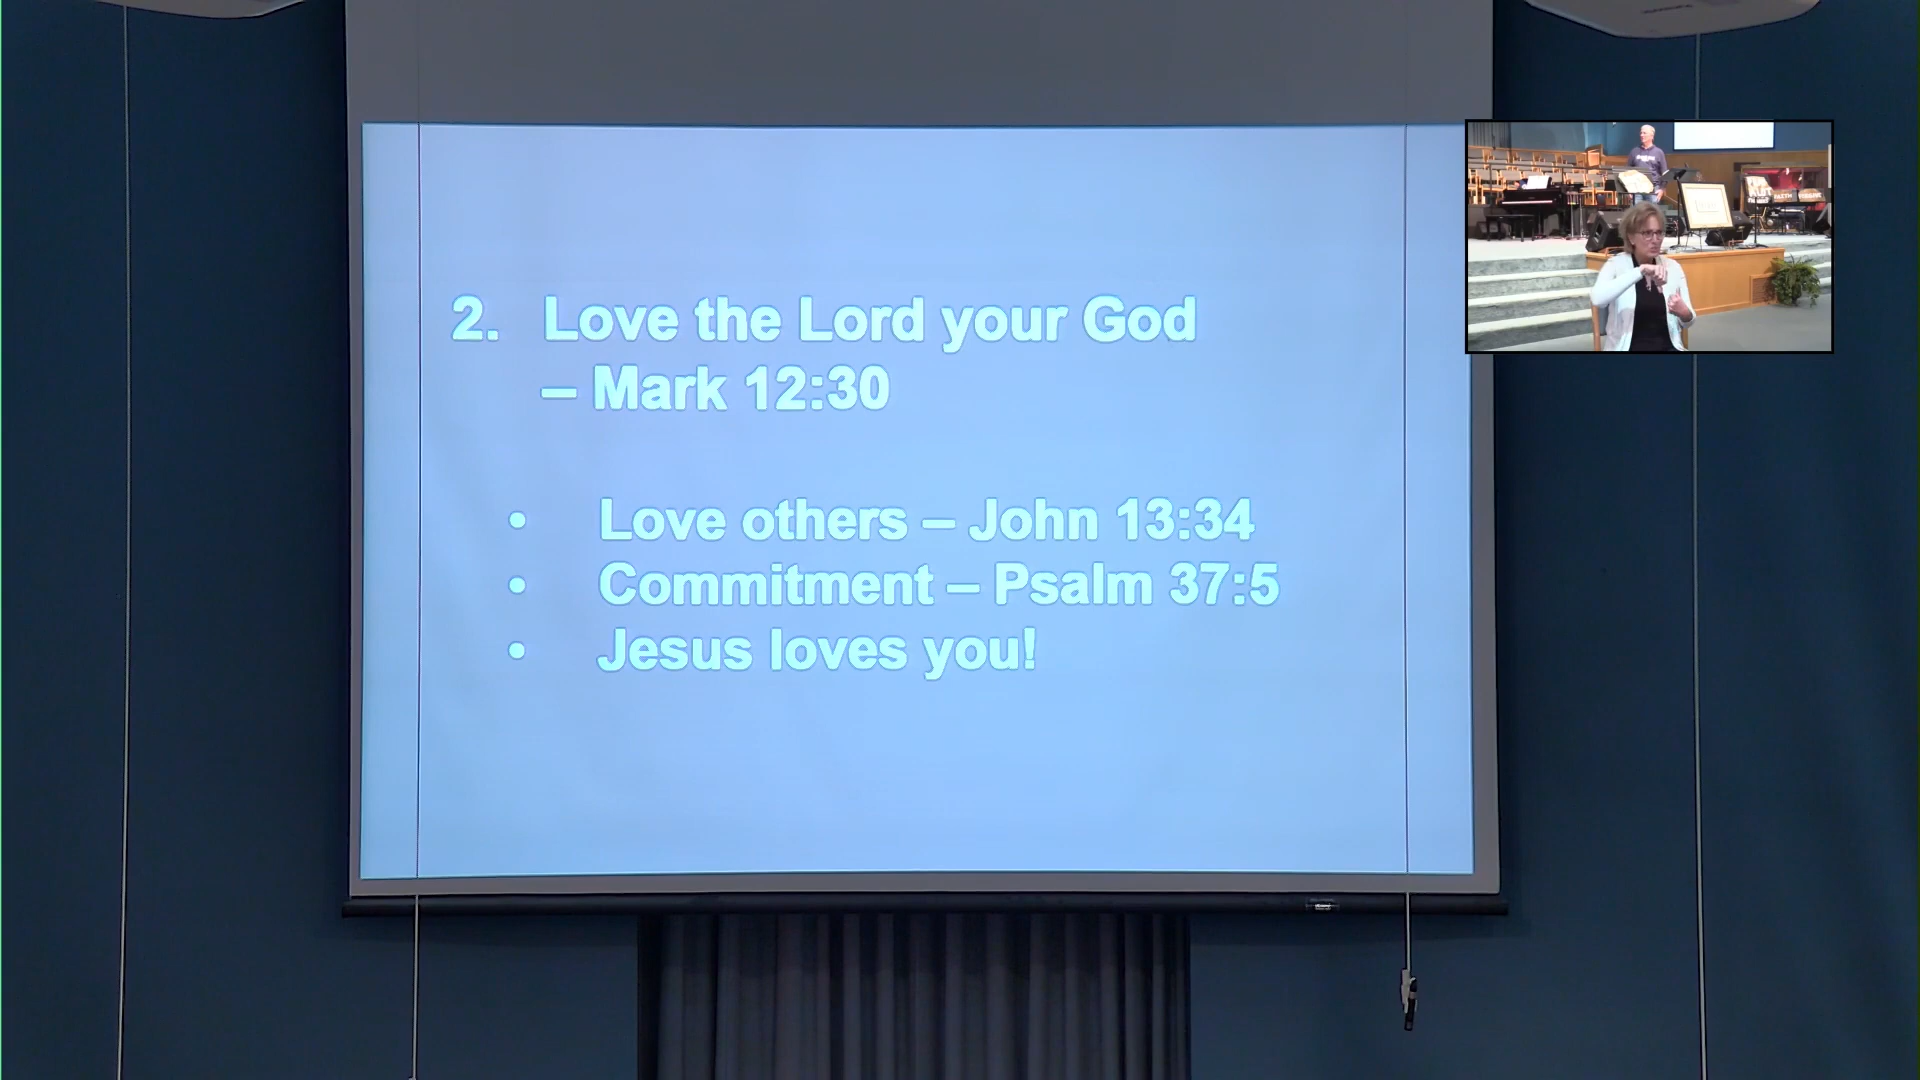 2. Love the Lord your God
– Mark 12:30
• Love others – John 13:34
• Commitment – Psalm 37:5
• Jesus loves you!